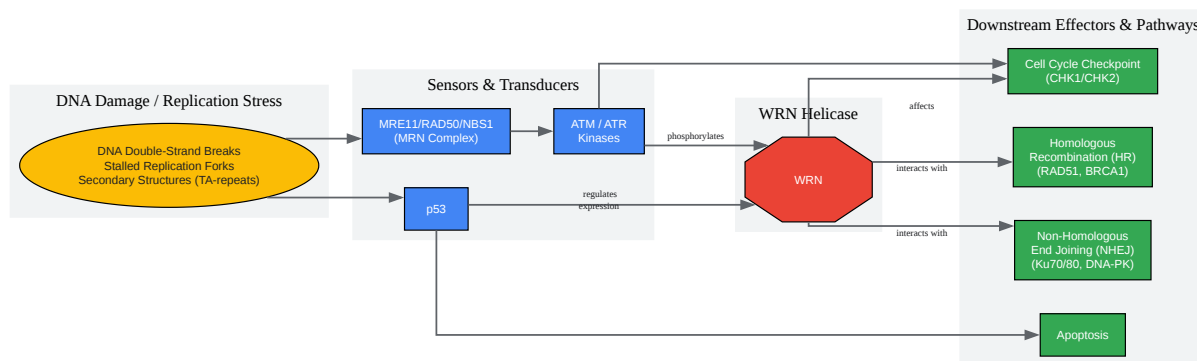 DNA Damage / Replication Stress
DNA Double-Strand Breaks
Stalled Replication Forks
Secondary Structures (TA-repeats)
Sensors & Transducers
MRE11/RAD50/NBS1
(MRN Complex)
ATM / ATR
Kinases
p53
phosphorylates
regulates
expression
WRN Helicase
WRN
affects
interacts with
interacts with
Downstream Effectors & Pathways
Cell Cycle Checkpoint
(CHK1/CHK2)
Homologous
Recombination (HR)
(RAD51, BRCA1)
Non-Homologous
End Joining (NHEJ)
(Ku70/80, DNA-PK)
Apoptosis